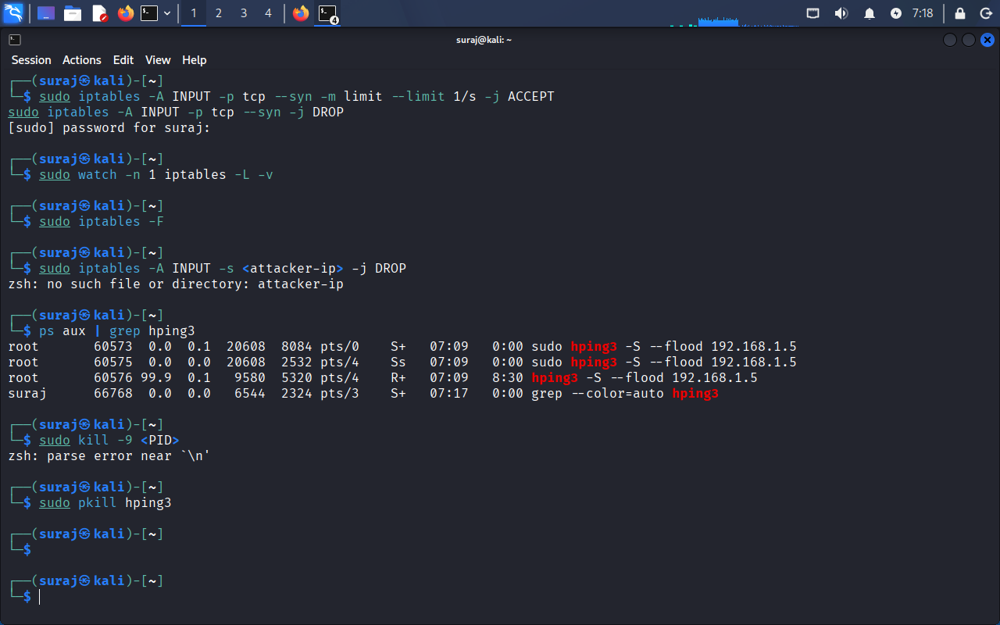 1 2 3 4 4 7:18
suraj@kali: ~
Session Actions Edit View Help
┌──(suraj㉿kali)-[~]
└─$ sudo iptables -A INPUT -p tcp --syn -m limit --limit 1/s -j ACCEPT
sudo iptables -A INPUT -p tcp --syn -j DROP
[sudo] password for suraj:
┌──(suraj㉿kali)-[~]
└─$ sudo watch -n 1 iptables -L -v
┌──(suraj㉿kali)-[~]
└─$ sudo iptables -F
┌──(suraj㉿kali)-[~]
└─$ sudo iptables -A INPUT -s <attacker-ip> -j DROP
zsh: no such file or directory: attacker-ip
┌──(suraj㉿kali)-[~]
└─$ ps aux | grep hping3
root 60573 0.0 0.1 20608 8084 pts/0 S+ 07:09 0:00 sudo hping3 -S --flood 192.168.1.5
root 60575 0.0 0.0 20608 2532 pts/4 Ss 07:09 0:00 sudo hping3 -S --flood 192.168.1.5
root 60576 99.9 0.1 9580 5320 pts/4 R+ 07:09 8:30 hping3 -S --flood 192.168.1.5
suraj 66768 0.0 0.0 6544 2324 pts/3 S+ 07:17 0:00 grep --color=auto hping3
┌──(suraj㉿kali)-[~]
└─$ sudo kill -9 <PID>
zsh: parse error near `\n'
┌──(suraj㉿kali)-[~]
└─$ sudo pkill hping3
┌──(suraj㉿kali)-[~]
└─$
┌──(suraj㉿kali)-[~]
└─$